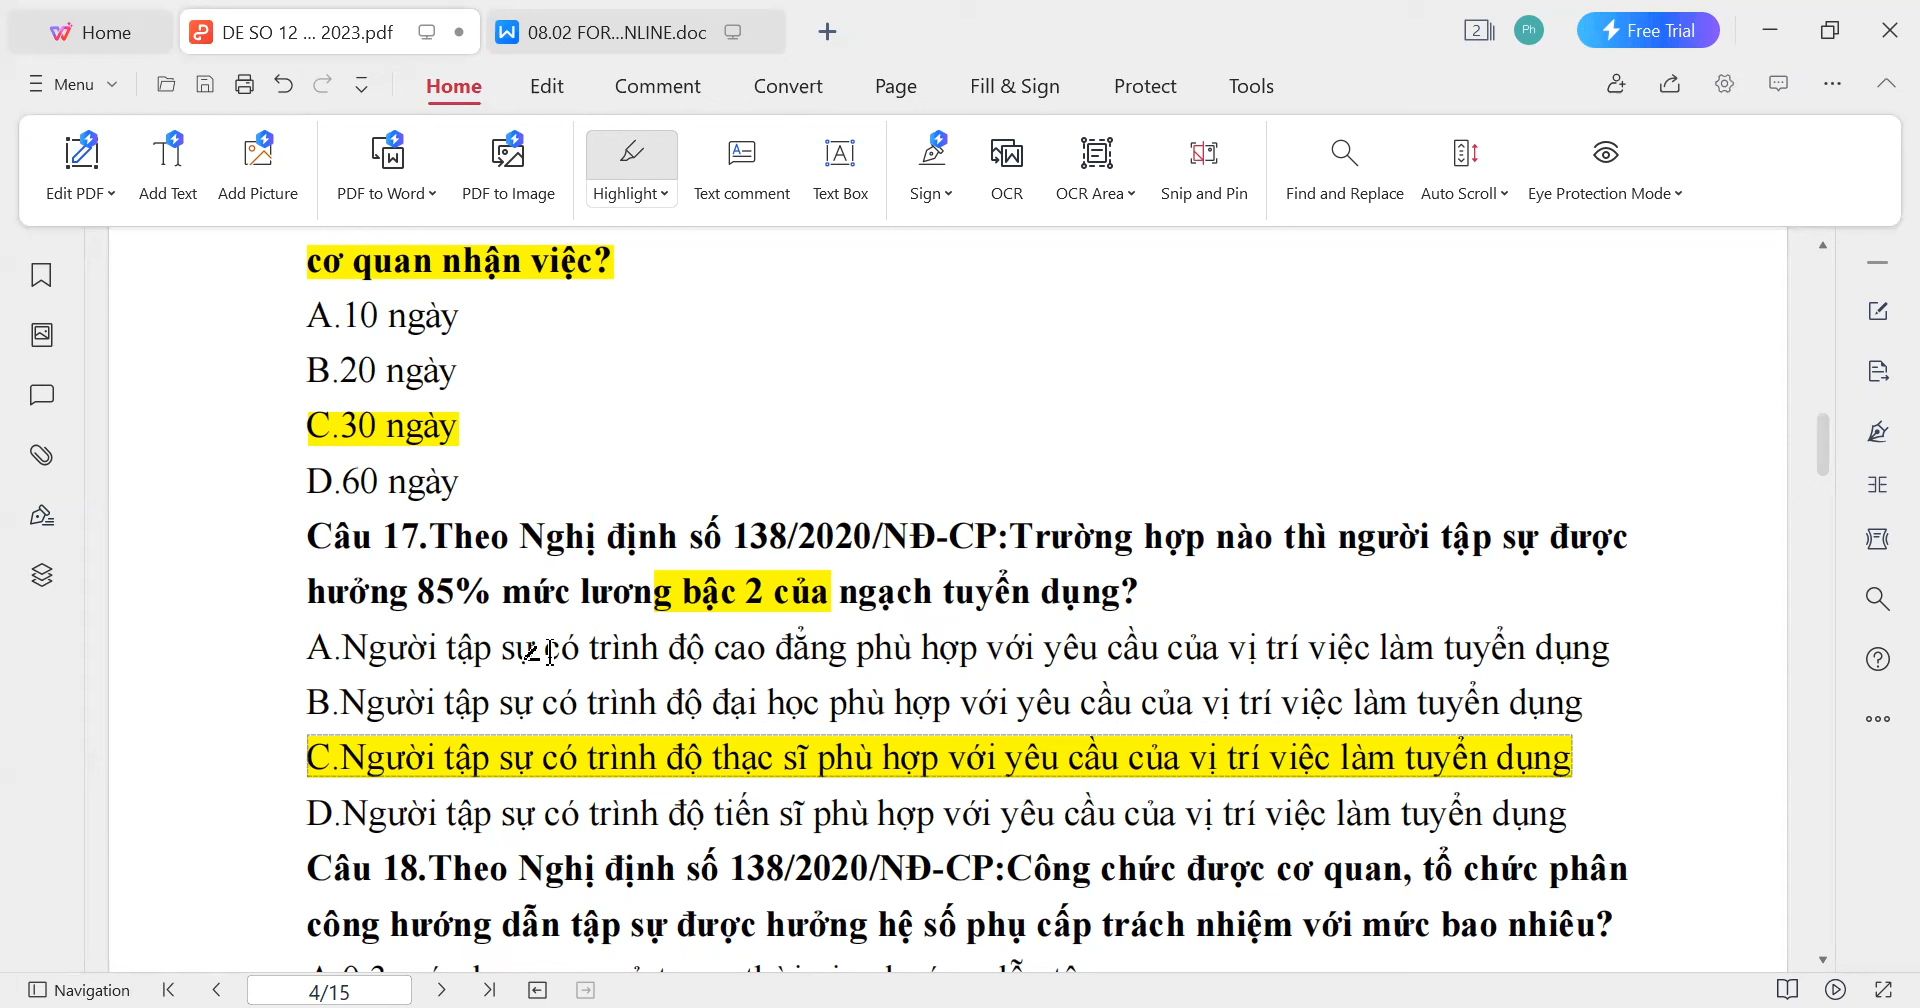 Home
DE SO 12 ... 2023.pdf
08.02 FOR...NLINE.doc
2
Ph
Free Trial
Menu
Home
Edit
Comment
Convert
Page
Fill & Sign
Protect
Tools
Edit PDF
Add Text
Add Picture
PDF to Word
PDF to Image
Highlight
Text comment
Text Box
Sign
OCR
OCR Area
Snip and Pin
Find and Replace
Auto Scroll
Eye Protection Mode
cơ quan nhận việc?
A.10 ngày
B.20 ngày
C.30 ngày
D.60 ngày
Câu 17.Theo Nghị định số 138/2020/NĐ-CP:Trường hợp nào thì người tập sự được
hưởng 85% mức lương bậc 2 của ngạch tuyển dụng?
A.Người tập sự có trình độ cao đẳng phù hợp với yêu cầu của vị trí việc làm tuyển dụng
B.Người tập sự có trình độ đại học phù hợp với yêu cầu của vị trí việc làm tuyển dụng
C.Người tập sự có trình độ thạc sĩ phù hợp với yêu cầu của vị trí việc làm tuyển dụng
D.Người tập sự có trình độ tiến sĩ phù hợp với yêu cầu của vị trí việc làm tuyển dụng
Câu 18.Theo Nghị định số 138/2020/NĐ-CP:Công chức được cơ quan, tổ chức phân
công hướng dẫn tập sự được hưởng hệ số phụ cấp trách nhiệm với mức bao nhiêu?
Navigation
4/15